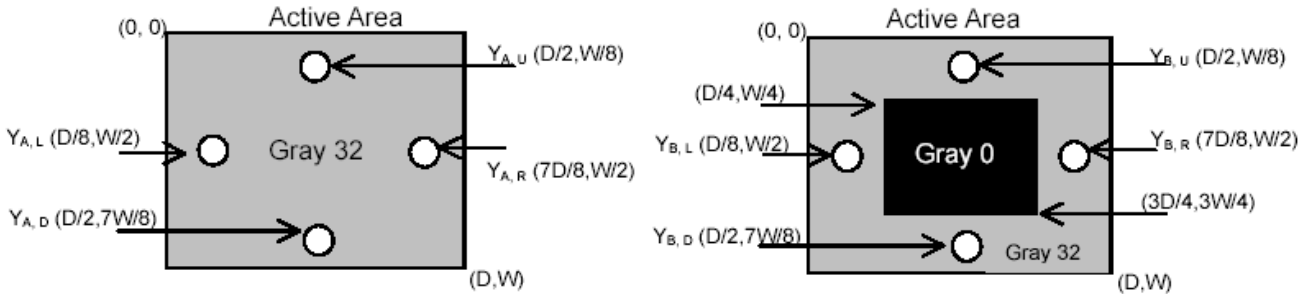 Active Area
(0, 0)
YA, U (D/2,W/8)
YA, L (D/8,W/2)
Gray 32
YA, R (7D/8,W/2)
YA, D (D/2,7W/8)
(D,W)
Active Area
(0, 0)
YB, U (D/2,W/8)
(D/4,W/4)
YB, L (D/8,W/2)
Gray 0
YB, R (7D/8,W/2)
(3D/4,3W/4)
YB, D (D/2,7W/8)
Gray 32
(D,W)